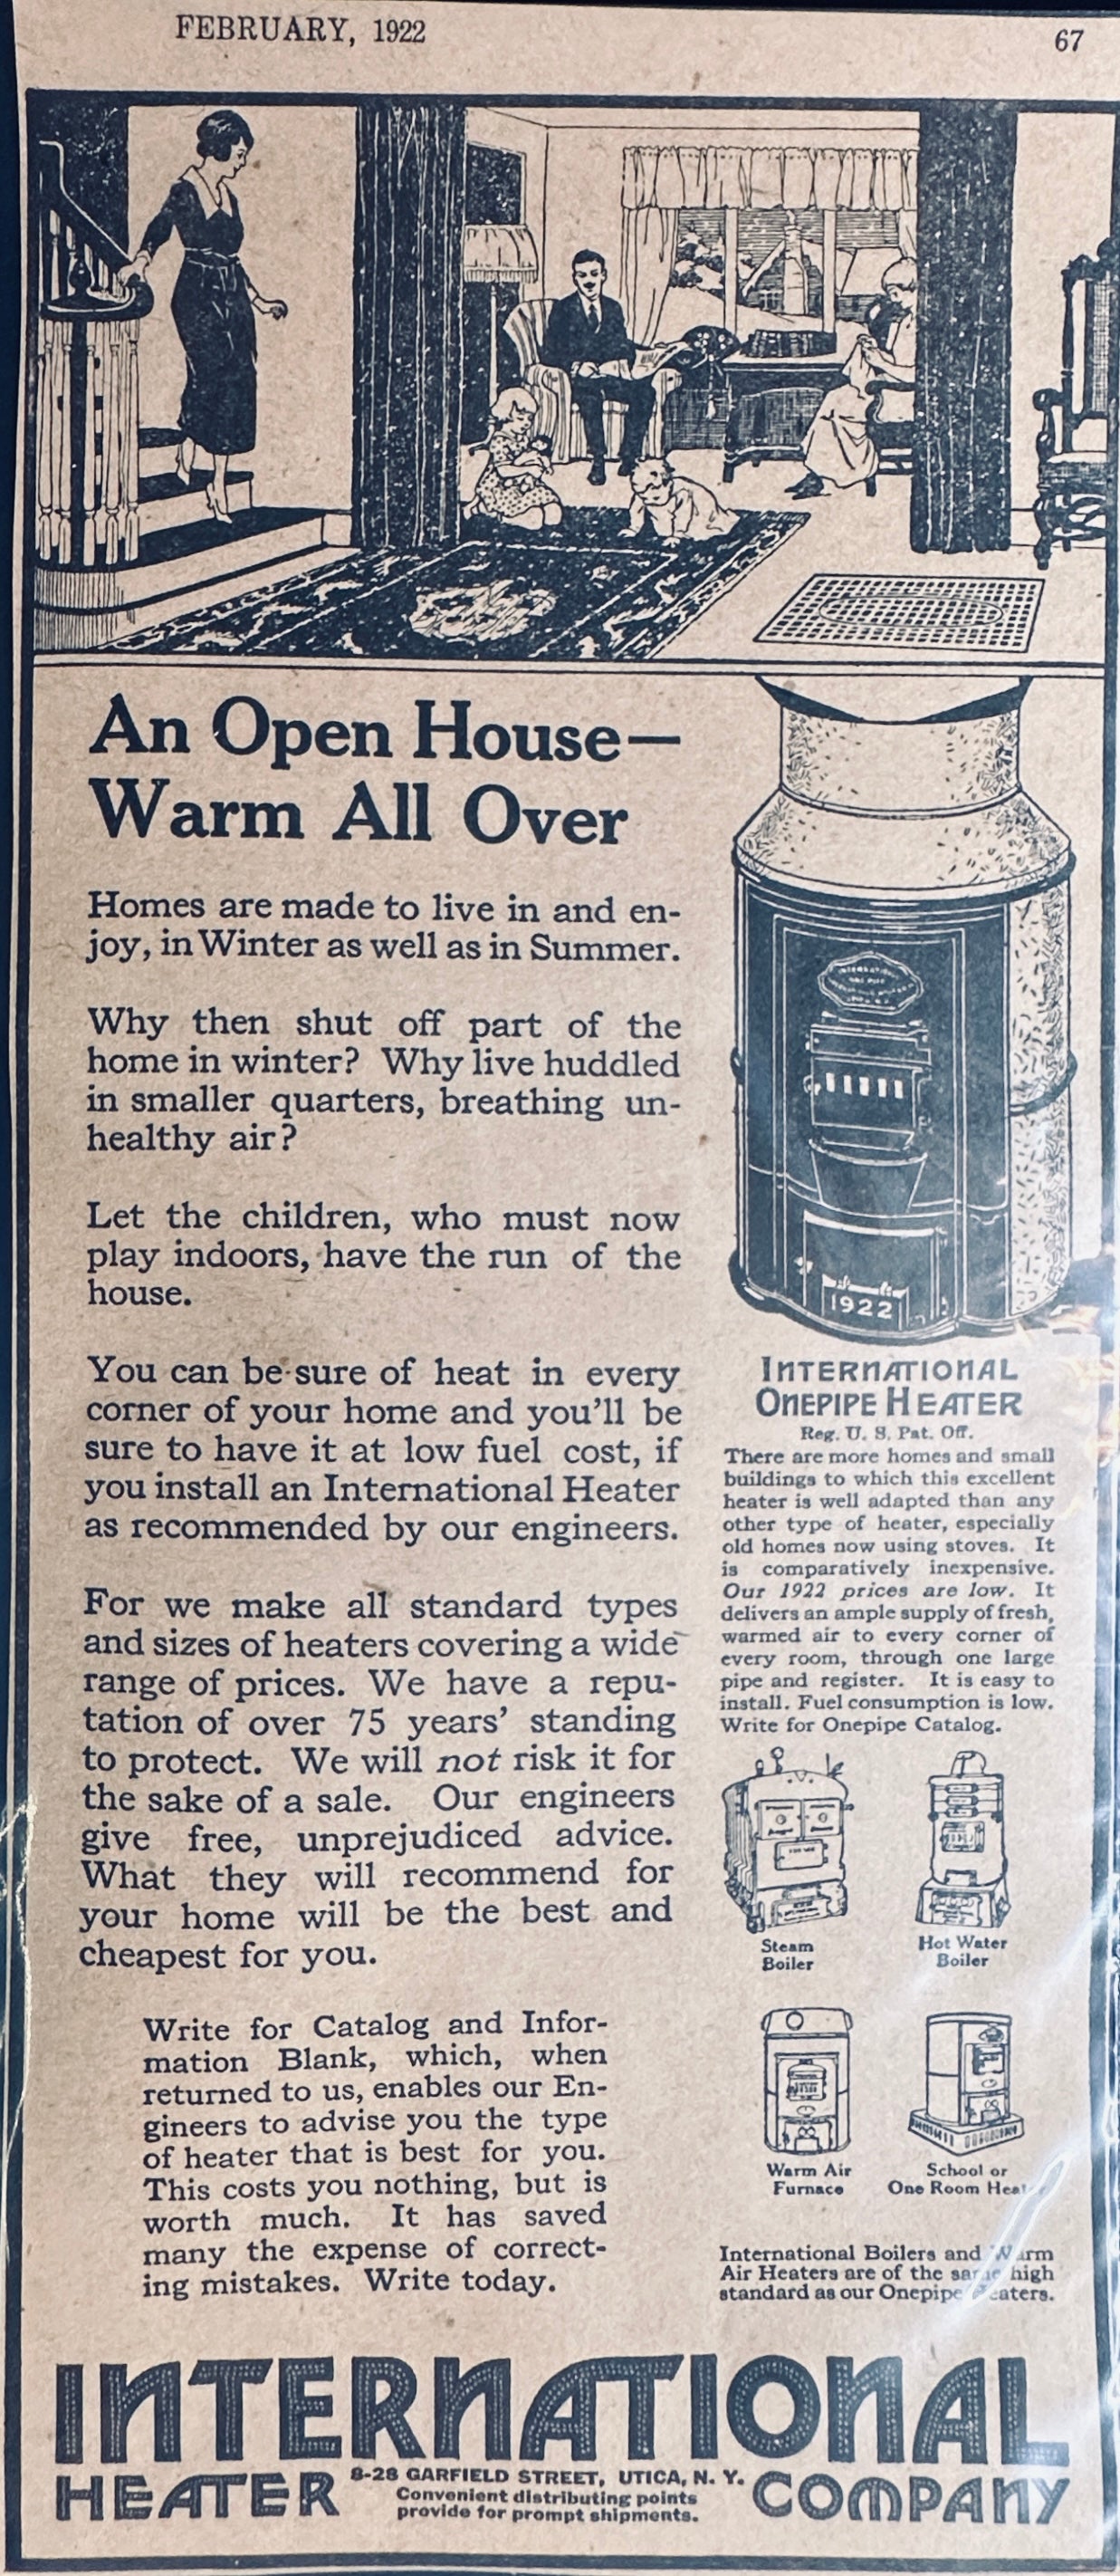 FEBRUARY, 1922
67
An Open House—
Warm All Over
Homes are made to live in and en-
joy, in Winter as well as in Summer.
Why then shut off part of the
home in winter? Why live huddled
in smaller quarters, breathing un-
healthy air?
Let the children, who must now
play indoors, have the run of the
house.
You can be sure of heat in every
corner of your home and you'll be
sure to have it at low fuel cost, if
you install an International Heater
as recommended by our engineers.
For we make all standard types
and sizes of heaters covering a wide
range of prices. We have a repu-
tation of over 75 years' standing
to protect. We will not risk it for
the sake of a sale. Our engineers
give free, unprejudiced advice.
What they will recommend for
your home will be the best and
cheapest for you.
Write for Catalog and Infor-
mation Blank, which, when
returned to us, enables our En-
gineers to advise you the type
of heater that is best for you.
This costs you nothing, but is
worth much. It has saved
many the expense of correct-
ing mistakes. Write today.
INTERNATIONAL
1922
INTERNATIONAL
ONEPIPE HEATER
Reg. U. S. Pat. Off.
There are more homes and small
buildings to which this excellent
heater is well adapted than any
other type of heater, especially
old homes now using stoves. It
is comparatively inexpensive.
Our 1922 prices are low. It
delivers an ample supply of fresh,
warmed air to every corner of
every room, through one large
pipe and register. It is easy to
install. Fuel consumption is low.
Write for Onepipe Catalog.
Steam
Boiler
Hot Water
Boiler
Warm Air
Furnace
School or
One Room Heater
International Boilers and Warm
Air Heaters are of the same high
standard as our Onepipe Heaters.
INTERNATIONAL
HEATER COMPANY
8-28 GARFIELD STREET, UTICA, N. Y.
Convenient distributing points
provide for prompt shipments.